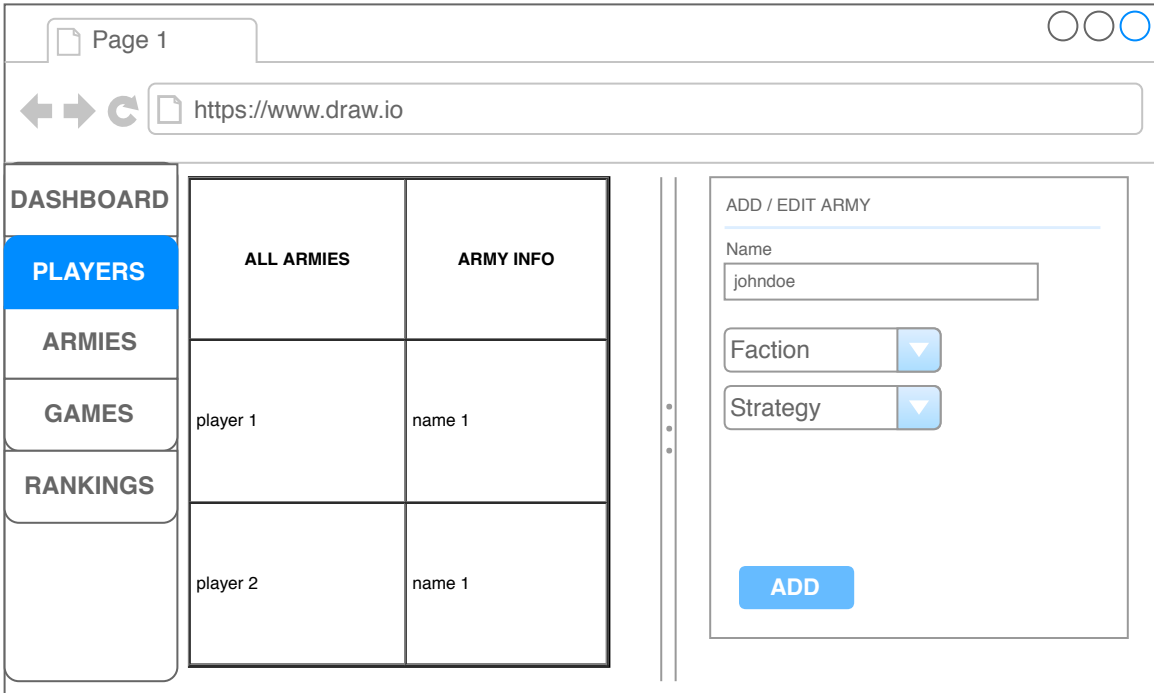 Page 1
https://www.draw.io
DASHBOARD
PLAYERS
ARMIES
GAMES
RANKINGS
ALL ARMIES ARMY INFO
player 1 name 1
player 2 name 1
ADD / EDIT ARMY
Name
johndoe
Faction
Strategy
ADD